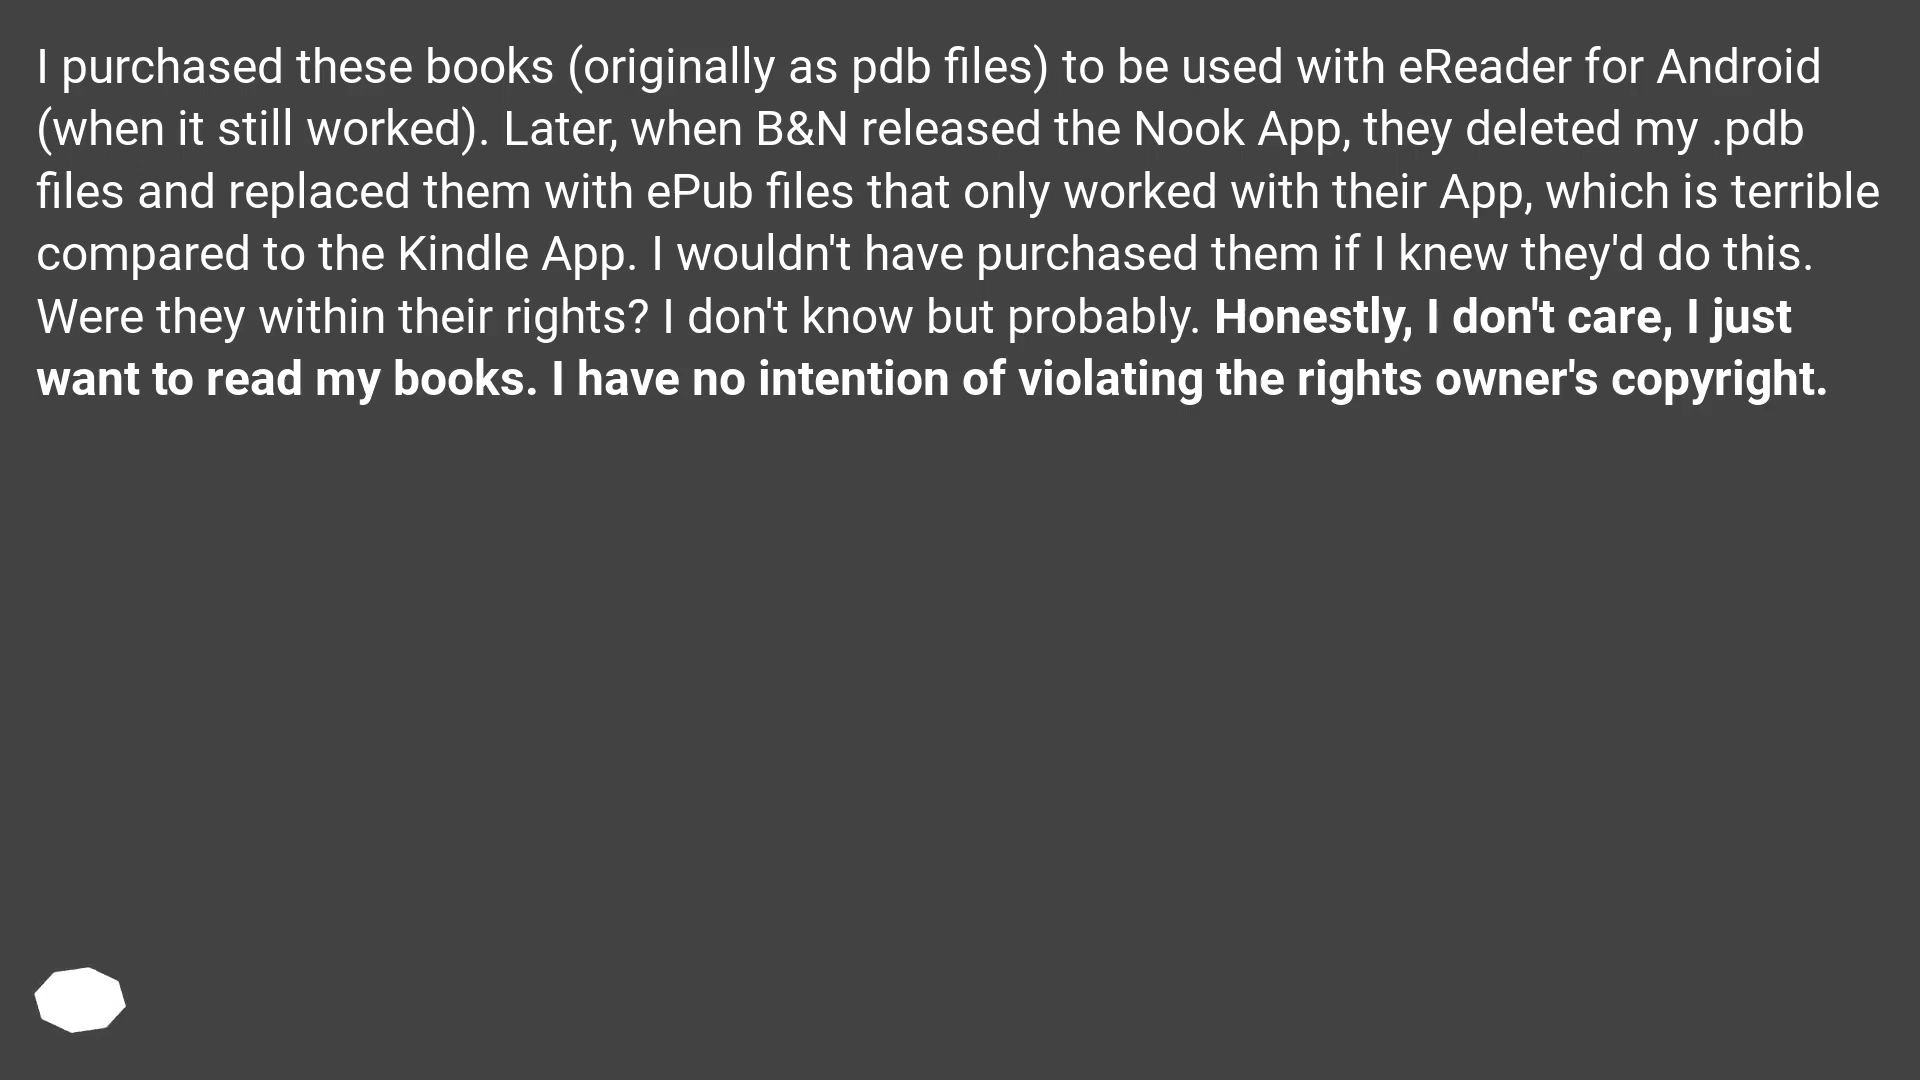 I purchased these books (originally as pdb files) to be used with eReader for Android
(when it still worked). Later, when B&N released the Nook App, they deleted my .pdb
files and replaced them with ePub files that only worked with their App, which is terrible
compared to the Kindle App. I wouldn't have purchased them if I knew they'd do this.
Were they within their rights? I don't know but probably. Honestly, I don't care, I just
want to read my books. I have no intention of violating the rights owner's copyright.